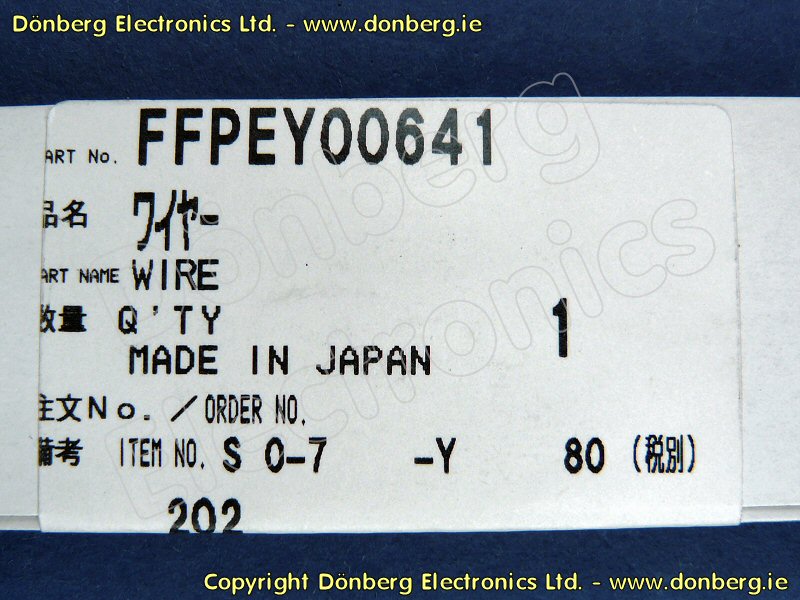 Dönberg Electronics Ltd. - www.donberg.ie
ART No. FFPEY00641
品名 ワイヤー
ART NAME WIRE
数量 Q'TY 1
MADE IN JAPAN
注文No. / ORDER NO.
備考 ITEM NO. S 0-7 -Y 80 (税別)
202
Dönberg Electronics
Copyright Dönberg Electronics Ltd. - www.donberg.ie